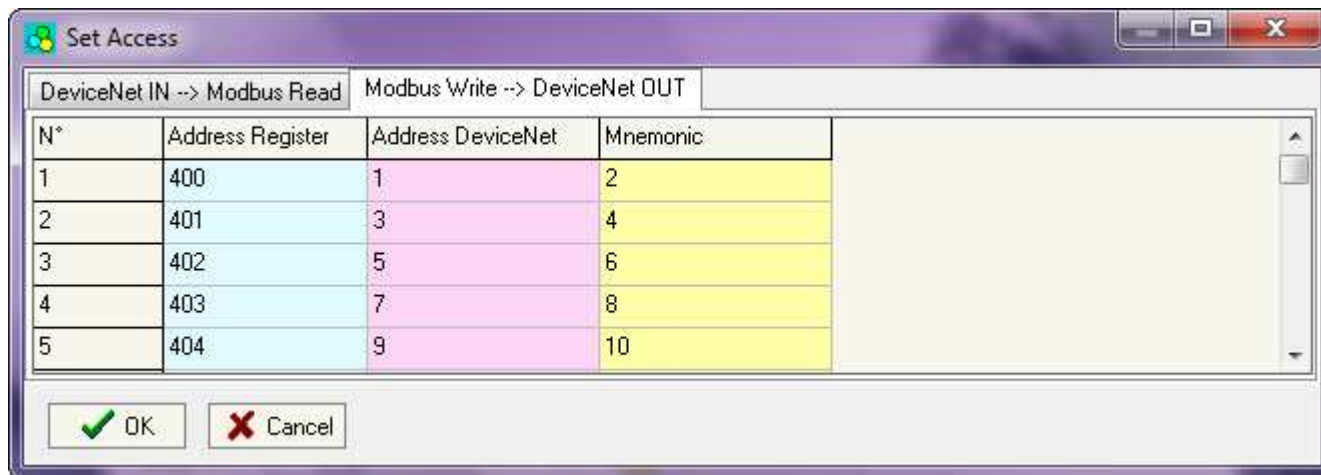 Set Access
DeviceNet IN --> Modbus Read Modbus Write --> DeviceNet OUT
N° Address Register Address DeviceNet Mnemonic
1 400 1 2
2 401 3 4
3 402 5 6
4 403 7 8
5 404 9 10
OK Cancel